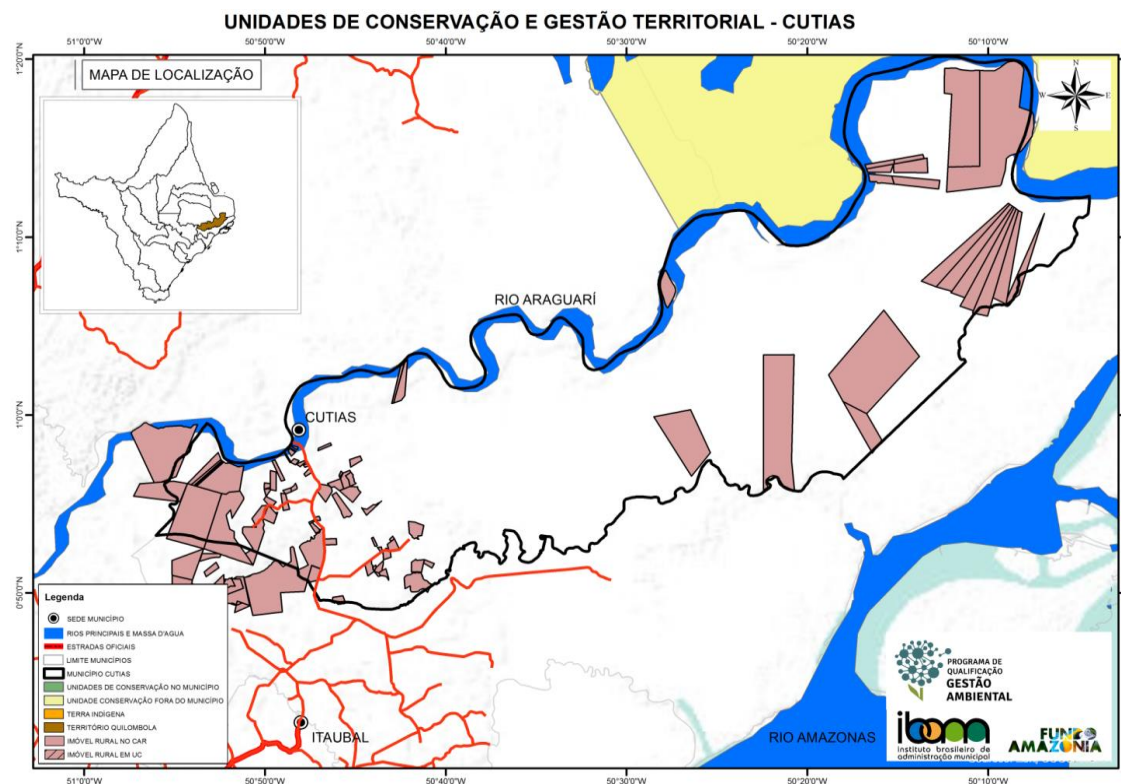 UNIDADES DE CONSERVAÇÃO E GESTÃO TERRITORIAL - CUTIAS
51°0'0"W 50°50'0"W 50°40'0"W 50°30'0"W 50°20'0"W 50°10'0"W
1°20'0"N
MAPA DE LOCALIZAÇÃO
N
W E
S
1°10'0"N
RIO ARAGUARÍ
1°0'0"N
CUTIAS
0°50'0"N
Legenda
SEDE MUNICÍPIO
RIOS PRINCIPAIS E MASSA D'AGUA
ESTRADAS OFICIAIS
LIMITE MUNICÍPIOS
MUNICÍPIO CUTIAS
UNIDADES DE CONSERVAÇÃO NO MUNICÍPIO
UNIDADE CONSERVAÇÃO FORA DO MUNICÍPIO
TERRA INDÍGENA
TERRITÓRIO QUILOMBOLA
IMÓVEL RURAL NO CAR
IMÓVEL RURAL EM UC
ITAUBAL
RIO AMAZONAS
PROGRAMA DE
QUALIFICAÇÃO
GESTÃO
AMBIENTAL
ibam
instituto brasileiro de
administração municipal
FUNDO
AMAZÔNIA
51°0'0"W 50°50'0"W 50°40'0"W 50°30'0"W 50°20'0"W 50°10'0"W